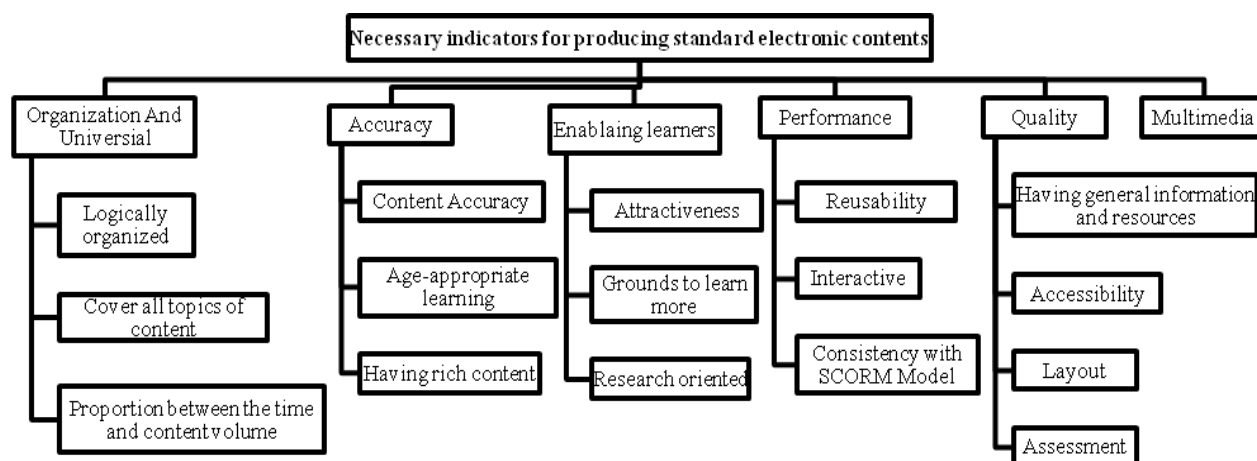 Necessary indicators for producing standard electronic contents
Organization And
Universial
Accuracy
Enablaing learners
Performance
Quality
Multimedia
Logically
organized
Cover all topics of
content
Proportion between the time
and content volume
Content Accuracy
Age-appropriate
learning
Having rich content
Attractiveness
Grounds to learn
more
Research oriented
Reusability
Interactive
Consistency with
SCORM Model
Having general information
and resources
Accessibility
Layout
Assessment